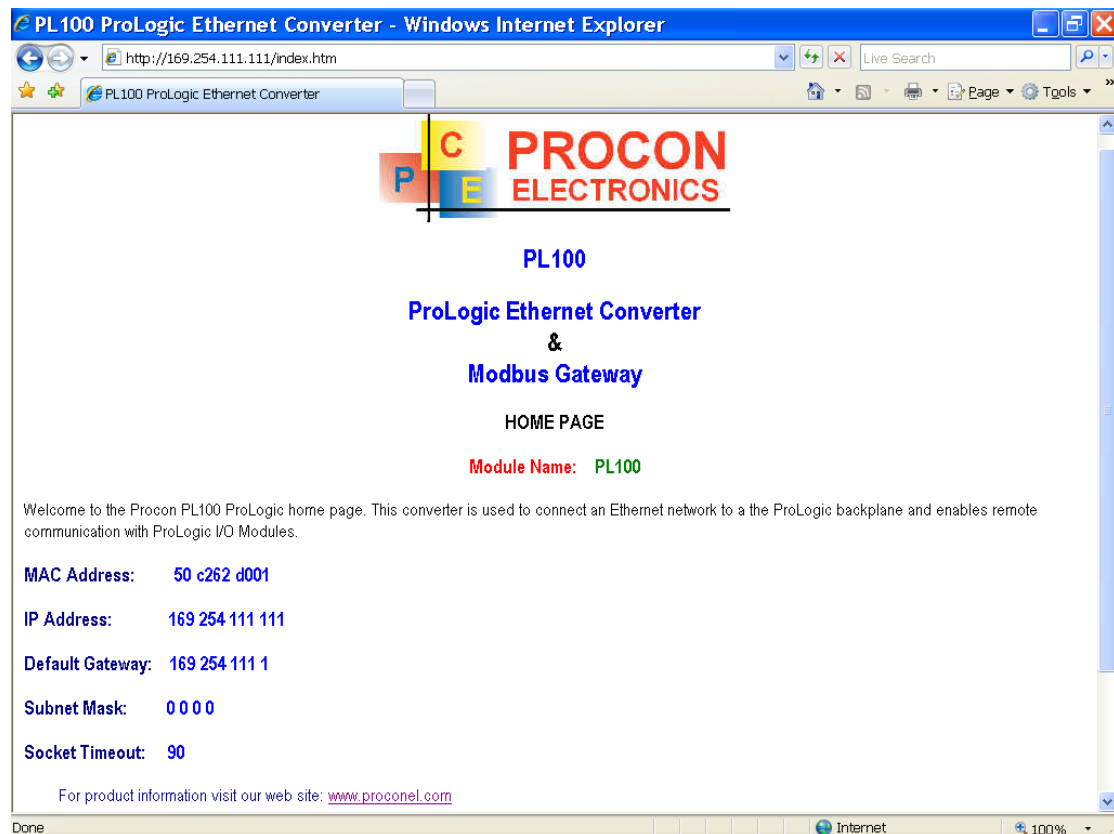 PL100 ProLogic Ethernet Converter - Windows Internet Explorer
http://169.254.111.111/index.htm
Live Search
PL100 ProLogic Ethernet Converter
Page
Tools
»
P
C
E
PROCON
ELECTRONICS
PL100
ProLogic Ethernet Converter
&
Modbus Gateway
HOME PAGE
Module Name: PL100
Welcome to the Procon PL100 ProLogic home page. This converter is used to connect an Ethernet network to a the ProLogic backplane and enables remote
communication with ProLogic I/O Modules.
MAC Address: 50 c262 d001
IP Address: 169 254 111 111
Default Gateway: 169 254 111 1
Subnet Mask: 0 0 0 0
Socket Timeout: 90
For product information visit our web site: www.proconel.com
Done
Internet
100%